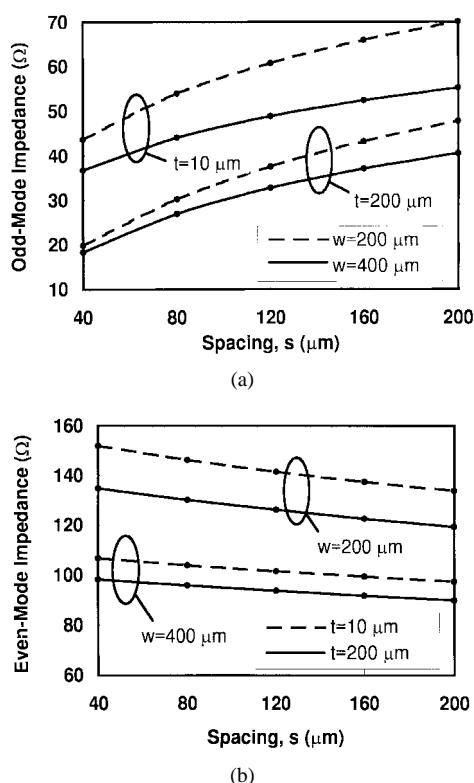 70
60
50
40
30
20
10
Odd-Mode Impedance (Ω)
t=10 μm
t=200 μm
w=200 μm
w=400 μm
40 80 120 160 200
Spacing, s (μm)
(a)
160
140
120
100
80
60
Even-Mode Impedance (Ω)
w=200 μm
w=400 μm
t=10 μm
t=200 μm
40 80 120 160 200
Spacing, s (μm)
(b)